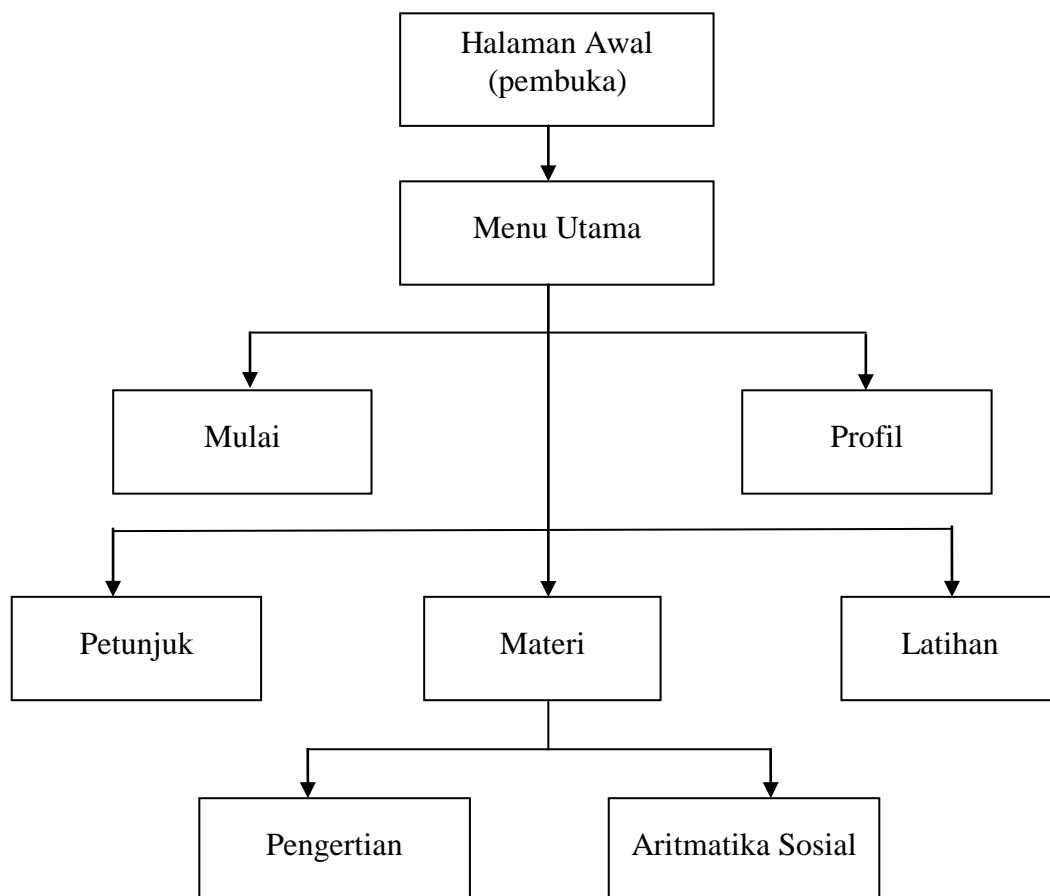 Halaman Awal
(pembuka)
Menu Utama
Mulai
Profil
Petunjuk
Materi
Latihan
Pengertian
Aritmatika Sosial